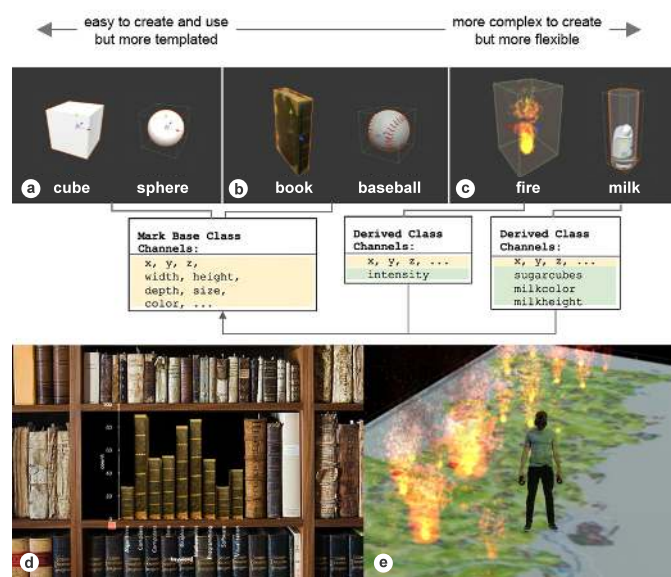 easy to create and use
but more templated
more complex to create
but more flexible
a cube sphere
b book baseball
c fire milk
Mark Base Class
Channels:
x, y, z,
width, height,
depth, size,
color, ...
Derived Class
Channels:
x, y, z, ...
intensity
Derived Class
Channels:
x, y, z, ...
sugarcubes
milkcolor
milkheight
count
d
e